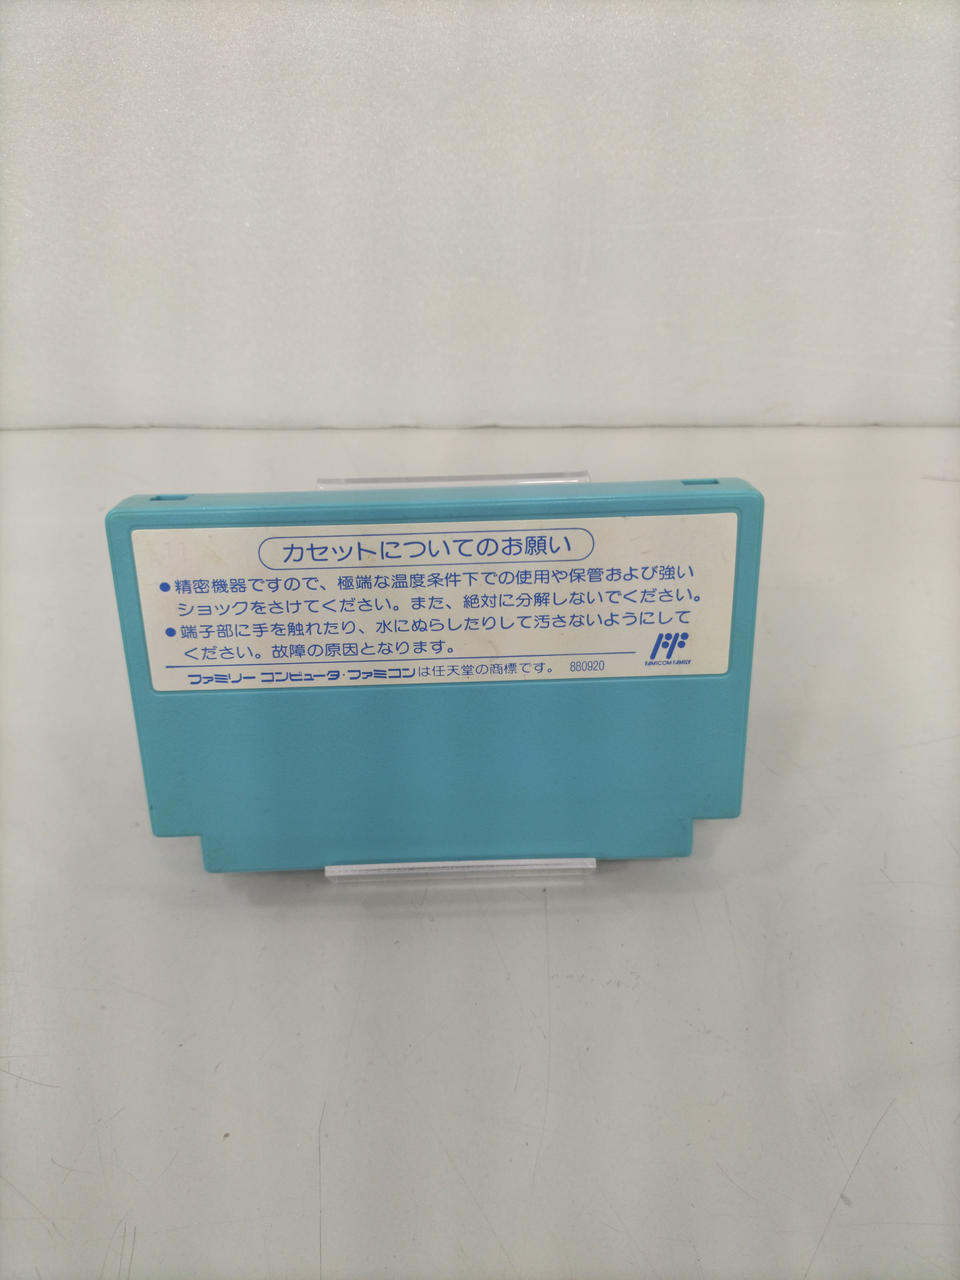 カセットについてのお願い
●精密機器ですので、極端な温度条件下での使用や保管および強い
ショックをさけてください。また、絶対に分解しないでください。
●端子部に手を触れたり、水にぬらしたりして汚さないようにして
ください。故障の原因となります。
FAMICOM FAMILY
ファミリー コンピュータ・ファミコンは任天堂の商標です。 880920